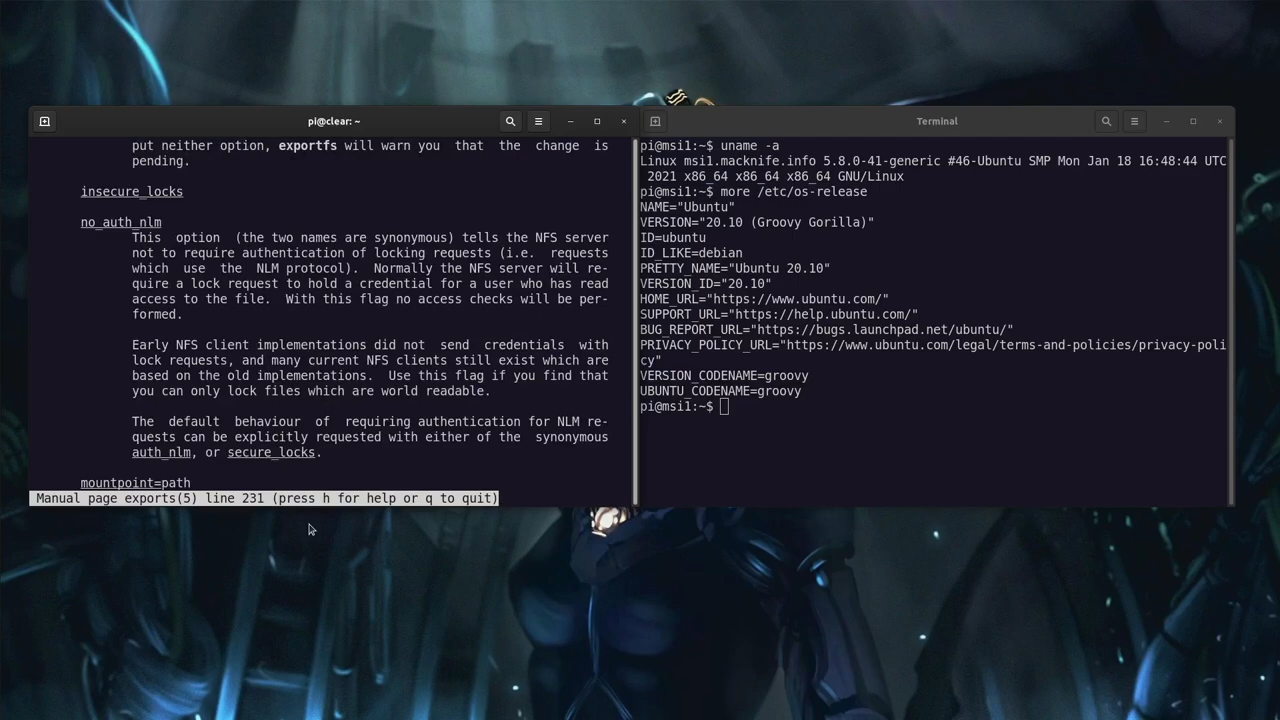 pi@clear: ~
put neither option, exportfs will warn you  that  the  change  is
pending.
insecure_locks
no_auth_nlm
This  option  (the two names are synonymous) tells the NFS server
not to require authentication of locking requests (i.e.  requests
which  use  the  NLM protocol).  Normally the NFS server will re-
quire a lock request to hold a credential for a user who has read
access to the file.  With this flag no access checks will be per-
formed.
Early NFS client implementations did  not  send  credentials  with
lock requests, and many current NFS clients still exist which are
based on the old implementations.  Use this flag if you find that
you can only lock files which are world readable.
The  default  behaviour  of  requiring authentication for NLM re-
quests can be explicitly requested with either of the  synonymous
auth_nlm, or secure_locks.
mountpoint=path
Manual page exports(5) line 231 (press h for help or q to quit)
Terminal
pi@msi1:~$ uname -a
Linux msi1.macknife.info 5.8.0-41-generic #46-Ubuntu SMP Mon Jan 18 16:48:44 UTC
2021 x86_64 x86_64 x86_64 GNU/Linux
pi@msi1:~$ more /etc/os-release
NAME="Ubuntu"
VERSION="20.10 (Groovy Gorilla)"
ID=ubuntu
ID_LIKE=debian
PRETTY_NAME="Ubuntu 20.10"
VERSION_ID="20.10"
HOME_URL="https://www.ubuntu.com/"
SUPPORT_URL="https://help.ubuntu.com/"
BUG_REPORT_URL="https://bugs.launchpad.net/ubuntu/"
PRIVACY_POLICY_URL="https://www.ubuntu.com/legal/terms-and-policies/privacy-poli
cy"
VERSION_CODENAME=groovy
UBUNTU_CODENAME=groovy
pi@msi1:~$